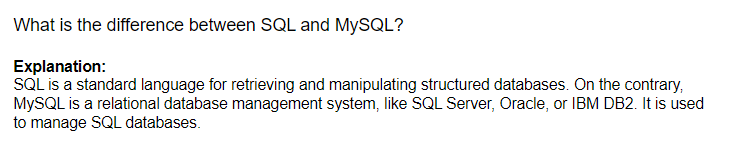 What is the difference between SQL and MySQL?
Explanation:
SQL is a standard language for retrieving and manipulating structured databases. On the contrary,
MySQL is a relational database management system, like SQL Server, Oracle, or IBM DB2. It is used
to manage SQL databases.